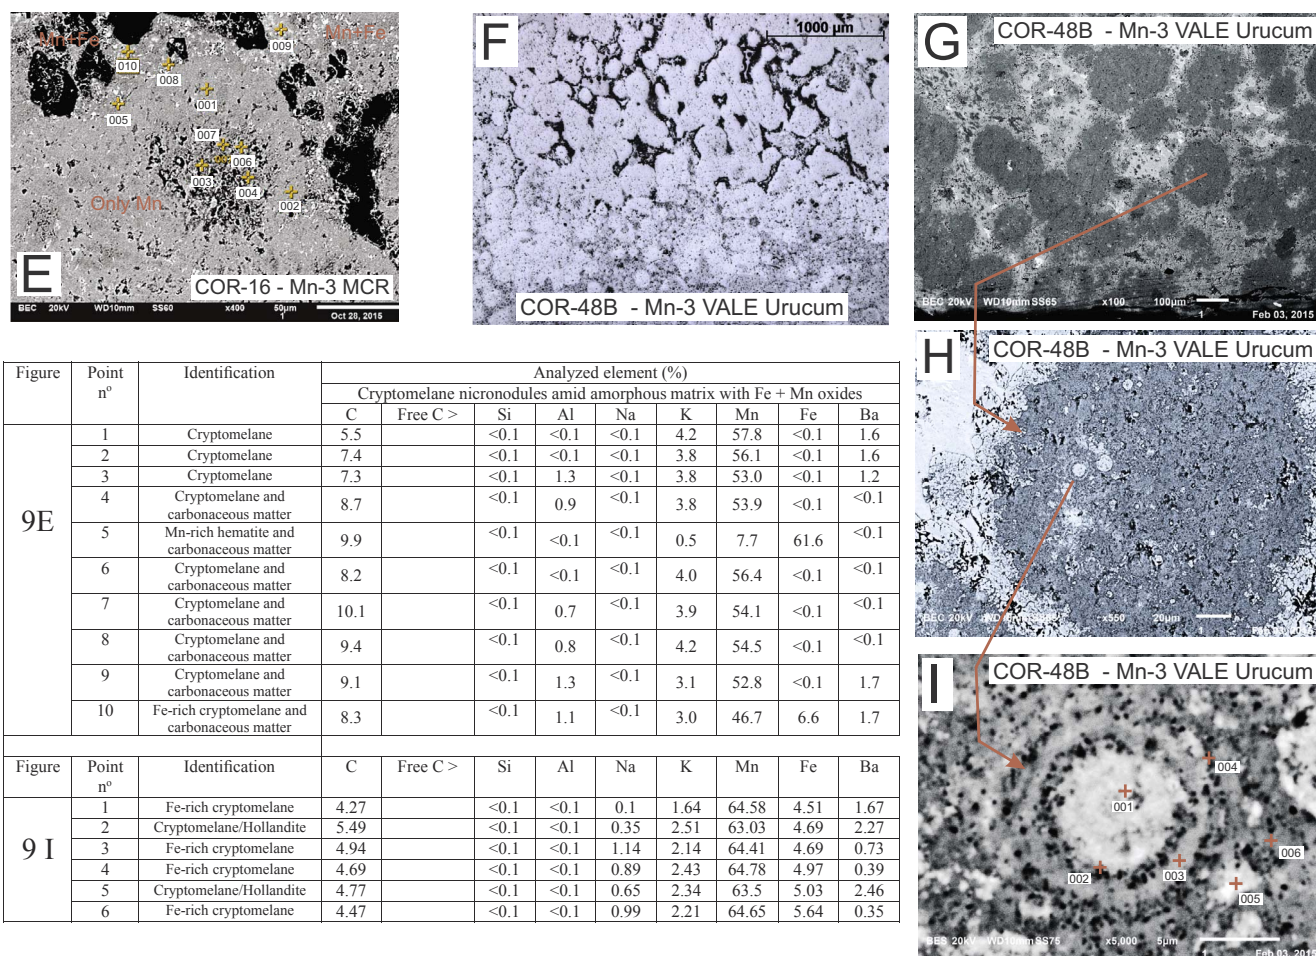 Mn+Fe
Mn+Fe
009
010
008
001
005
007
006
003
004
002
Only Mn
E
COR-16 - Mn-3 MCR
BEC 20kV WD10mm SS60 x400 50µm
1 Oct 28, 2015
F
1000 µm
COR-48B - Mn-3 VALE Urucum
G
COR-48B - Mn-3 VALE Urucum
BEC 20kV WD10mm SS65 x100 100µm
1 Feb 03, 2015
H
COR-48B - Mn-3 VALE Urucum
BEC 20kV x550 20µm
1
I
COR-48B - Mn-3 VALE Urucum
004
001
006
002
003
005
BES 20kV WD10mm SS75 x5,000 5µm
1 Feb 03, 2015
Figure Point nº Identification Analyzed element (%)
Cryptomelane nicronodules amid amorphous matrix with Fe + Mn oxides
C Free C > Si Al Na K Mn Fe Ba
9E
1 Cryptomelane 5.5 <0.1 <0.1 <0.1 4.2 57.8 <0.1 1.6
2 Cryptomelane 7.4 <0.1 <0.1 <0.1 3.8 56.1 <0.1 1.6
3 Cryptomelane 7.3 <0.1 1.3 <0.1 3.8 53.0 <0.1 1.2
4 Cryptomelane and carbonaceous matter 8.7 <0.1 0.9 <0.1 3.8 53.9 <0.1 <0.1
5 Mn-rich hematite and carbonaceous matter 9.9 <0.1 <0.1 <0.1 0.5 7.7 61.6 <0.1
6 Cryptomelane and carbonaceous matter 8.2 <0.1 <0.1 <0.1 4.0 56.4 <0.1 <0.1
7 Cryptomelane and carbonaceous matter 10.1 <0.1 0.7 <0.1 3.9 54.1 <0.1 <0.1
8 Cryptomelane and carbonaceous matter 9.4 <0.1 0.8 <0.1 4.2 54.5 <0.1 <0.1
9 Cryptomelane and carbonaceous matter 9.1 <0.1 1.3 <0.1 3.1 52.8 <0.1 1.7
10 Fe-rich cryptomelane and carbonaceous matter 8.3 <0.1 1.1 <0.1 3.0 46.7 6.6 1.7
Figure Point nº Identification C Free C > Si Al Na K Mn Fe Ba
9 I
1 Fe-rich cryptomelane 4.27 <0.1 <0.1 0.1 1.64 64.58 4.51 1.67
2 Cryptomelane/Hollandite 5.49 <0.1 <0.1 0.35 2.51 63.03 4.69 2.27
3 Fe-rich cryptomelane 4.94 <0.1 <0.1 1.14 2.14 64.41 4.69 0.73
4 Fe-rich cryptomelane 4.69 <0.1 <0.1 0.89 2.43 64.78 4.97 0.39
5 Cryptomelane/Hollandite 4.77 <0.1 <0.1 0.65 2.34 63.5 5.03 2.46
6 Fe-rich cryptomelane 4.47 <0.1 <0.1 0.99 2.21 64.65 5.64 0.35